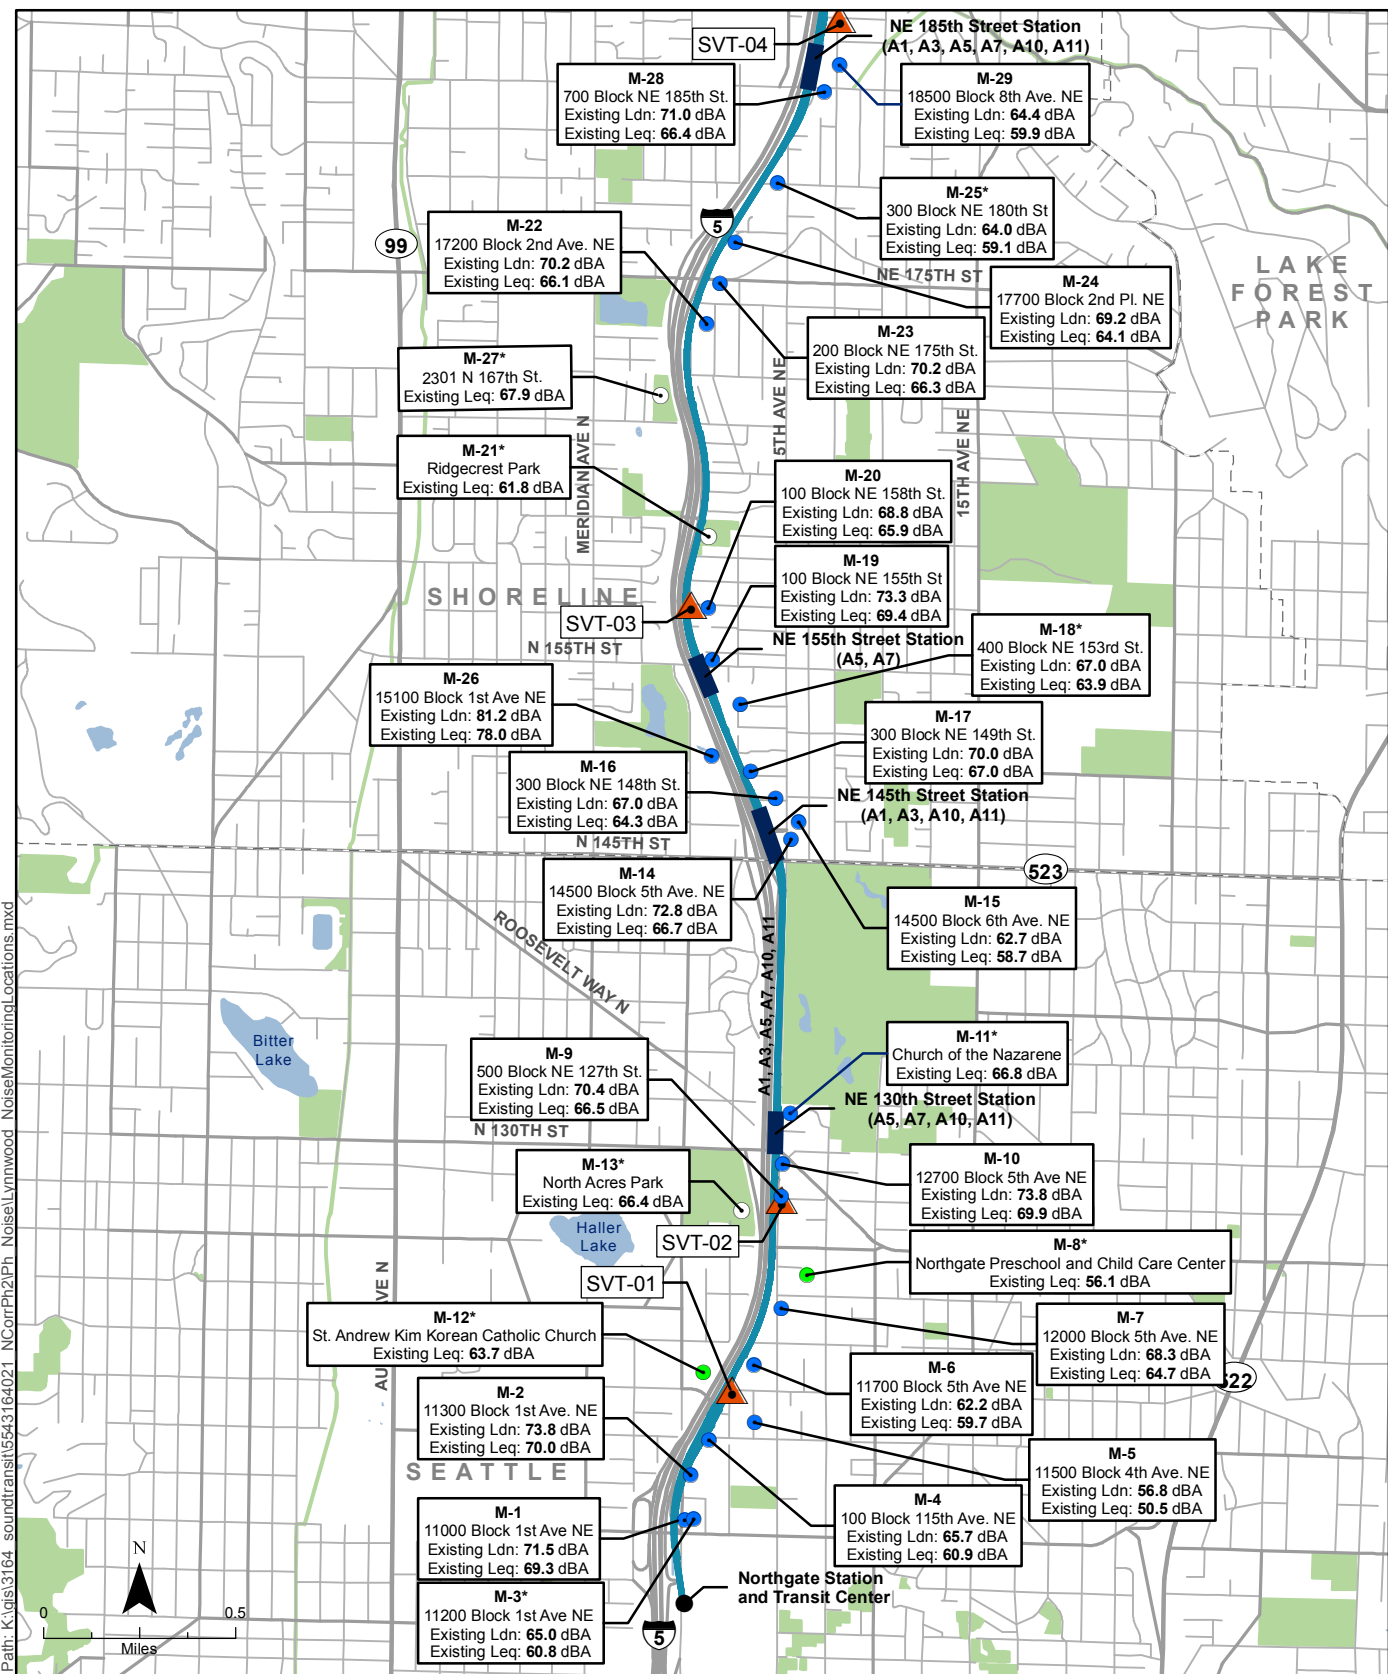 SVT-04
NE 185th Street Station
(A1, A3, A5, A7, A10, A11)
M-28
700 Block NE 185th St.
Existing Ldn: 71.0 dBA
Existing Leq: 66.4 dBA
M-29
18500 Block 8th Ave. NE
Existing Ldn: 64.4 dBA
Existing Leq: 59.9 dBA
M-25*
300 Block NE 180th St
Existing Ldn: 64.0 dBA
Existing Leq: 59.1 dBA
5
99
M-22
17200 Block 2nd Ave. NE
Existing Ldn: 70.2 dBA
Existing Leq: 66.1 dBA
NE 175TH ST
LAKE
FOREST
PARK
M-24
17700 Block 2nd Pl. NE
Existing Ldn: 69.2 dBA
Existing Leq: 64.1 dBA
M-23
200 Block NE 175th St.
Existing Ldn: 70.2 dBA
Existing Leq: 66.3 dBA
M-27*
2301 N 167th St.
Existing Leq: 67.9 dBA
5TH AVE NE
15TH AVE NE
MERIDIAN AVE N
M-21*
Ridgecrest Park
Existing Leq: 61.8 dBA
M-20
100 Block NE 158th St.
Existing Ldn: 68.8 dBA
Existing Leq: 65.9 dBA
M-19
100 Block NE 155th St
Existing Ldn: 73.3 dBA
Existing Leq: 69.4 dBA
SHORELINE
SVT-03
N 155TH ST
NE 155th Street Station
(A5, A7)
M-18*
400 Block NE 153rd St.
Existing Ldn: 67.0 dBA
Existing Leq: 63.9 dBA
M-26
15100 Block 1st Ave NE
Existing Ldn: 81.2 dBA
Existing Leq: 78.0 dBA
M-17
300 Block NE 149th St.
Existing Ldn: 70.0 dBA
Existing Leq: 67.0 dBA
M-16
300 Block NE 148th St.
Existing Ldn: 67.0 dBA
Existing Leq: 64.3 dBA
NE 145th Street Station
(A1, A3, A10, A11)
N 145TH ST
523
M-14
14500 Block 5th Ave. NE
Existing Ldn: 72.8 dBA
Existing Leq: 66.7 dBA
M-15
14500 Block 6th Ave. NE
Existing Ldn: 62.7 dBA
Existing Leq: 58.7 dBA
ROOSEVELT WAY N
A1, A3, A5, A7, A10, A11
Bitter
Lake
M-11*
Church of the Nazarene
Existing Leq: 66.8 dBA
M-9
500 Block NE 127th St.
Existing Ldn: 70.4 dBA
Existing Leq: 66.5 dBA
NE 130th Street Station
(A5, A7, A10, A11)
N 130TH ST
M-10
12700 Block 5th Ave NE
Existing Ldn: 73.8 dBA
Existing Leq: 69.9 dBA
M-13*
North Acres Park
Existing Leq: 66.4 dBA
Haller
Lake
SVT-02
M-8*
Northgate Preschool and Child Care Center
Existing Leq: 56.1 dBA
SVT-01
M-12*
St. Andrew Kim Korean Catholic Church
Existing Leq: 63.7 dBA
M-7
12000 Block 5th Ave. NE
Existing Ldn: 68.3 dBA
Existing Leq: 64.7 dBA
22
M-6
11700 Block 5th Ave NE
Existing Ldn: 62.2 dBA
Existing Leq: 59.7 dBA
AU VE N
M-2
11300 Block 1st Ave. NE
Existing Ldn: 73.8 dBA
Existing Leq: 70.0 dBA
M-5
11500 Block 4th Ave. NE
Existing Ldn: 56.8 dBA
Existing Leq: 50.5 dBA
SEATTLE
M-4
100 Block 115th Ave. NE
Existing Ldn: 65.7 dBA
Existing Leq: 60.9 dBA
M-1
11000 Block 1st Ave NE
Existing Ldn: 71.5 dBA
Existing Leq: 69.3 dBA
M-3*
11200 Block 1st Ave NE
Existing Ldn: 65.0 dBA
Existing Leq: 60.8 dBA
Northgate Station
and Transit Center
5
N
0 0.5
Miles
Path: K:\gis\3164_soundtransit\5543164021_NCorrPh2\Ph_Noise\Lynnwood_NoiseMonitoringLocations.mxd